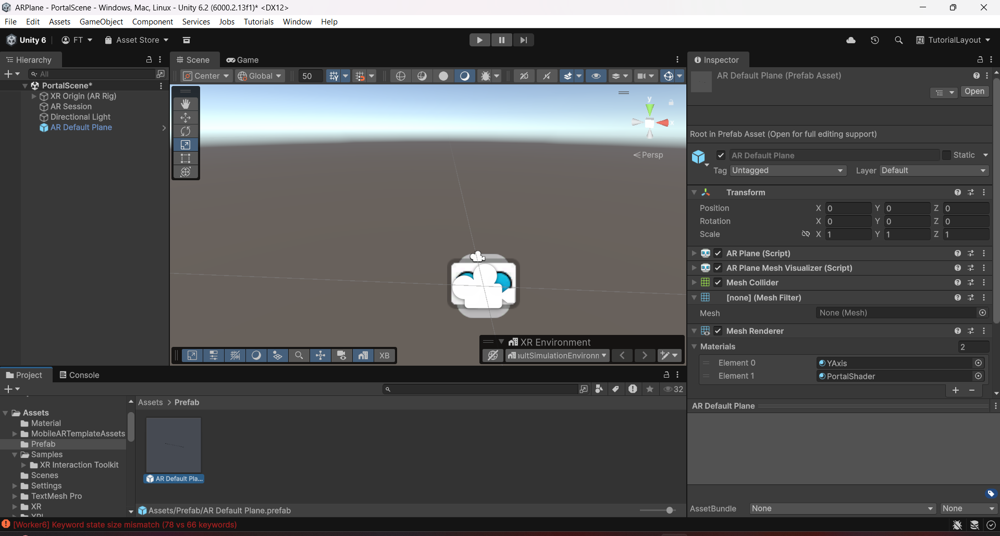 ARPlane - PortalScene - Windows, Mac, Linux - Unity 6.2 (6000.2.13f1)* <DX12>
File Edit Assets GameObject Component Services Jobs Tutorials Window Help
Unity 6 FT Asset Store TutorialLayout
Hierarchy
All
PortalScene*
XR Origin (AR Rig)
AR Session
Directional Light
AR Default Plane
Scene Game
Center Global 50
y
x
Persp
XR Environment
aultSimulationEnvironn
XB
Inspector
AR Default Plane (Prefab Asset)
Open
Root in Prefab Asset (Open for full editing support)
AR Default Plane Static
Tag Untagged Layer Default
Transform
Position X 0 Y 0 Z 0
Rotation X 0 Y 0 Z 0
Scale X 1 Y 1 Z 1
AR Plane (Script)
AR Plane Mesh Visualizer (Script)
Mesh Collider
[none] (Mesh Filter)
Mesh None (Mesh)
Mesh Renderer
Materials 2
Element 0 YAxis
Element 1 PortalShader
AR Default Plane
AssetBundle None None
Project Console
32
Assets
Material
MobileARTemplateAssets
Prefab
Samples
XR Interaction Toolkit
Scenes
Settings
TextMesh Pro
XR
Assets > Prefab
AR Default Pla...
Assets/Prefab/AR Default Plane.prefab
[Worker6] Keyword state size mismatch (78 vs 66 keywords)